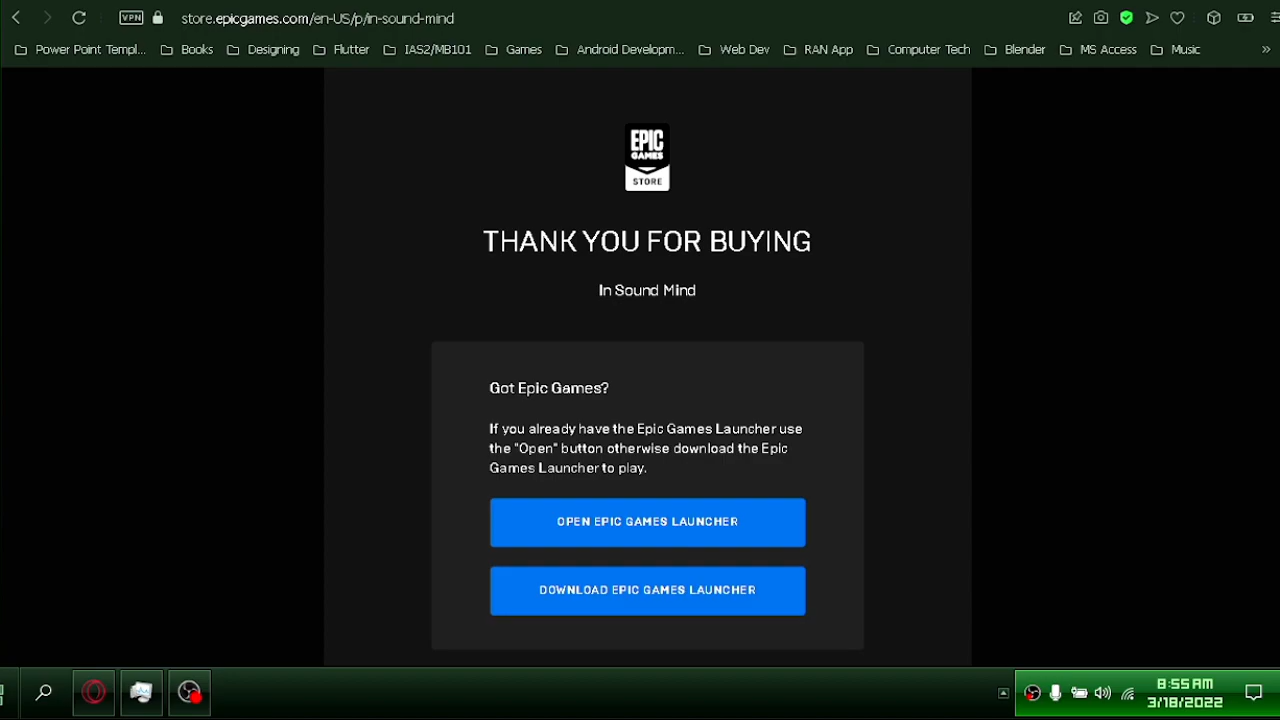 VPN store.epicgames.com/en-US/p/in-sound-mind
Power Point Templ... Books Designing Flutter IAS2/MB101 Games Android Developm... Web Dev RAN App Computer Tech Blender MS Access Music »
EPIC
GAMES
STORE
THANK YOU FOR BUYING
In Sound Mind
Got Epic Games?
If you already have the Epic Games Launcher use
the "Open" button otherwise download the Epic
Games Launcher to play.
OPEN EPIC GAMES LAUNCHER
DOWNLOAD EPIC GAMES LAUNCHER
8:55 AM
3/18/2022